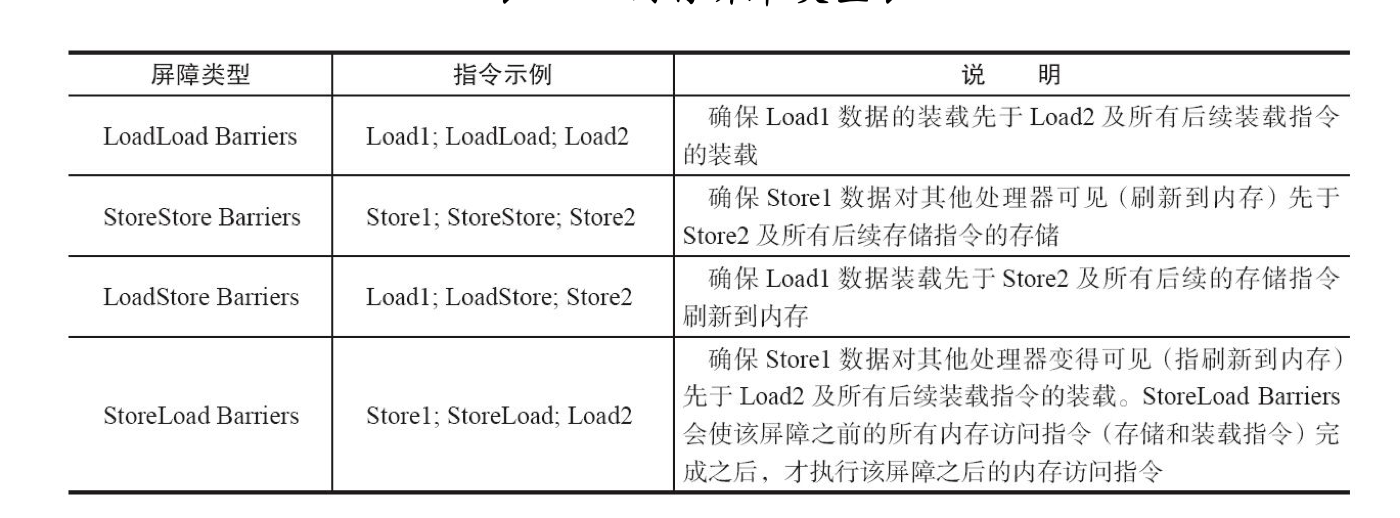 屏障类型 指令示例 说 明
LoadLoad Barriers Load1; LoadLoad; Load2 确保 Load1 数据的装载先于 Load2 及所有后续装载指令
的装载
StoreStore Barriers Store1; StoreStore; Store2 确保 Store1 数据对其他处理器可见（刷新到内存）先于
Store2 及所有后续存储指令的存储
LoadStore Barriers Load1; LoadStore; Store2 确保 Load1 数据装载先于 Store2 及所有后续的存储指令
刷新到内存
StoreLoad Barriers Store1; StoreLoad; Load2 确保 Store1 数据对其他处理器变得可见（指刷新到内存）
先于 Load2 及所有后续装载指令的装载。StoreLoad Barriers
会使该屏障之前的所有内存访问指令（存储和装载指令）完
成之后，才执行该屏障之后的内存访问指令